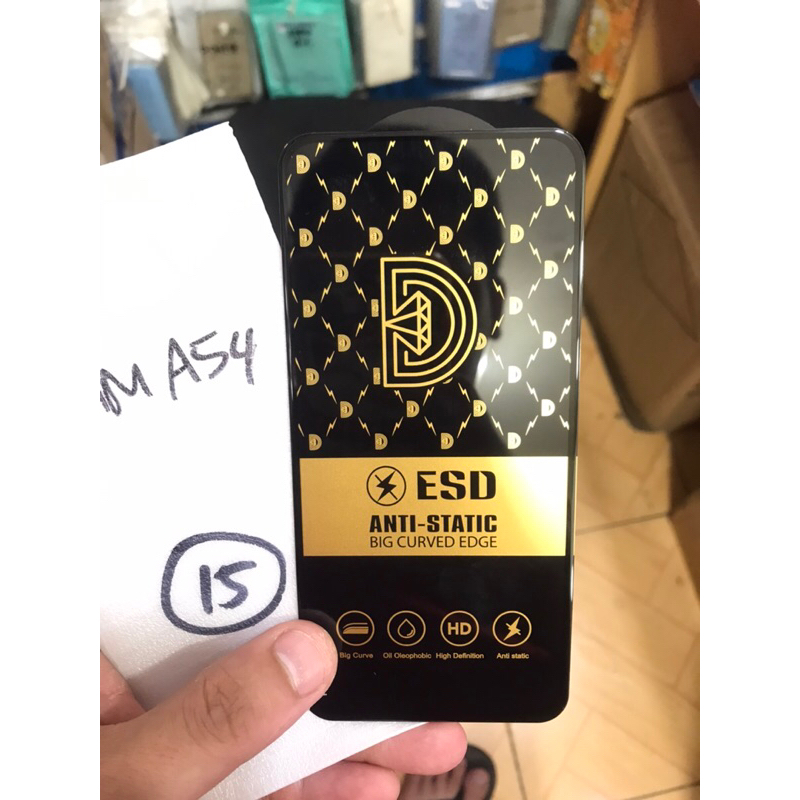 M A54
15
D
ESD
ANTI-STATIC
BIG CURVED EDGE
HD
Big Curve Oil Oleophobic High Definition Anti static